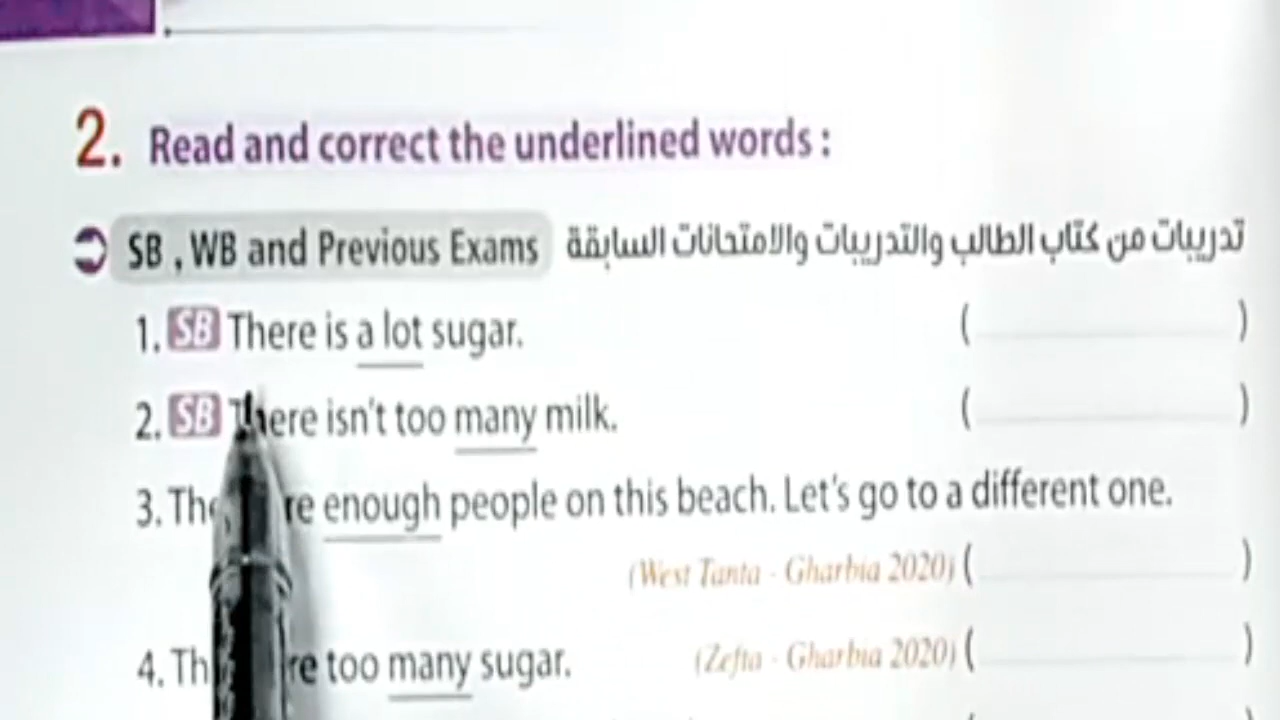 2. Read and correct the underlined words :
SB , WB and Previous Exams تدريبات من كتاب الطالب والتدريبات والامتحانات السابقة
1. SB There is a lot sugar. ( )
2. SB There isn't too many milk. ( )
3. The re enough people on this beach. Let's go to a different one.
(West Tanta - Gharbia 2020) ( )
4. Th re too many sugar. (Zefta - Gharbia 2020) ( )